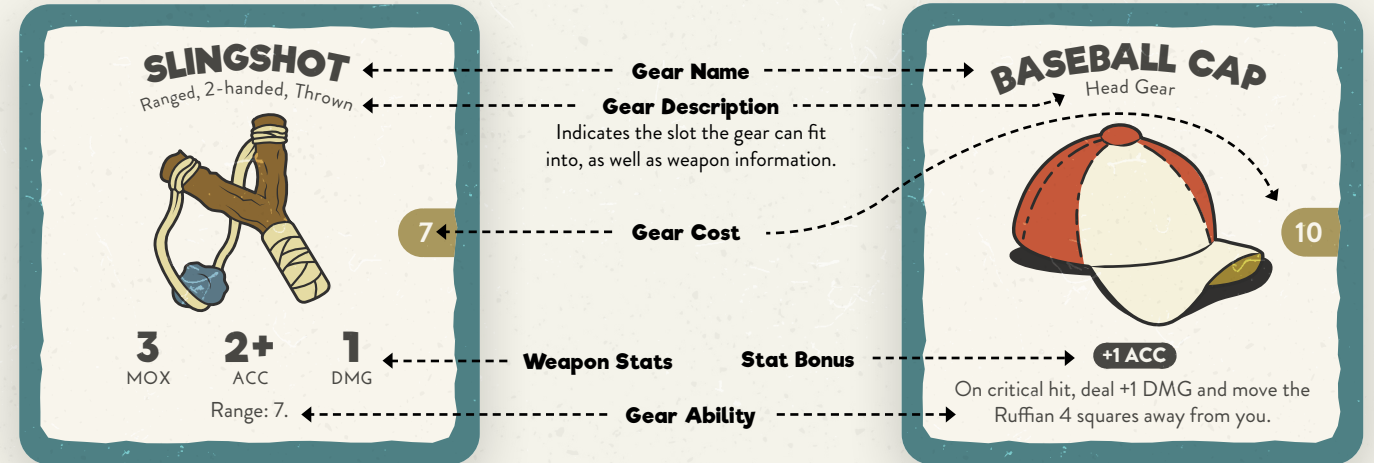 SLINGSHOT
Ranged, 2-handed, Thrown
7
3 2+ 1
MOX ACC DMG
Range: 7.
Gear Name
Gear Description
Indicates the slot the gear can fit
into, as well as weapon information.
Gear Cost
Weapon Stats
Stat Bonus
Gear Ability
BASEBALL CAP
Head Gear
10
+1 ACC
On critical hit, deal +1 DMG and move the
Ruffian 4 squares away from you.